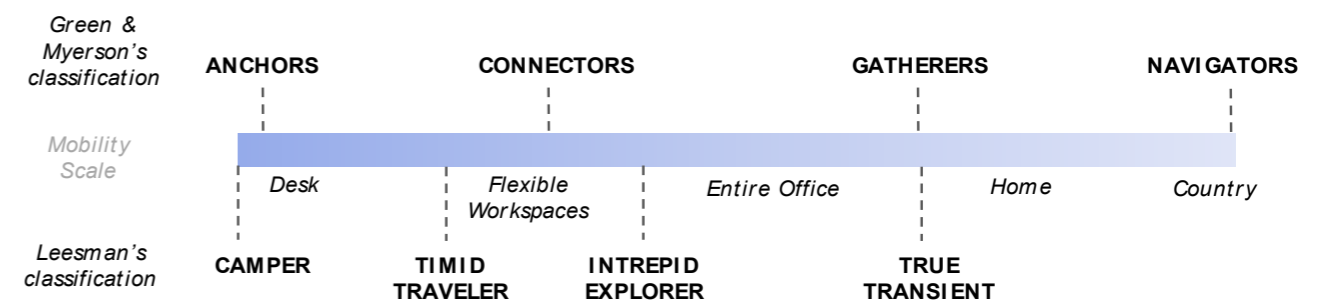 Green &
Myerson's
classification
ANCHORS
CONNECTORS
GATHERERS
NAVIGATORS
Mobility
Scale
Desk
Flexible
Workspaces
Entire Office
Home
Country
Leesman's
classification
CAMPER
TIMID
TRAVELER
INTREPID
EXPLORER
TRUE
TRANSIENT